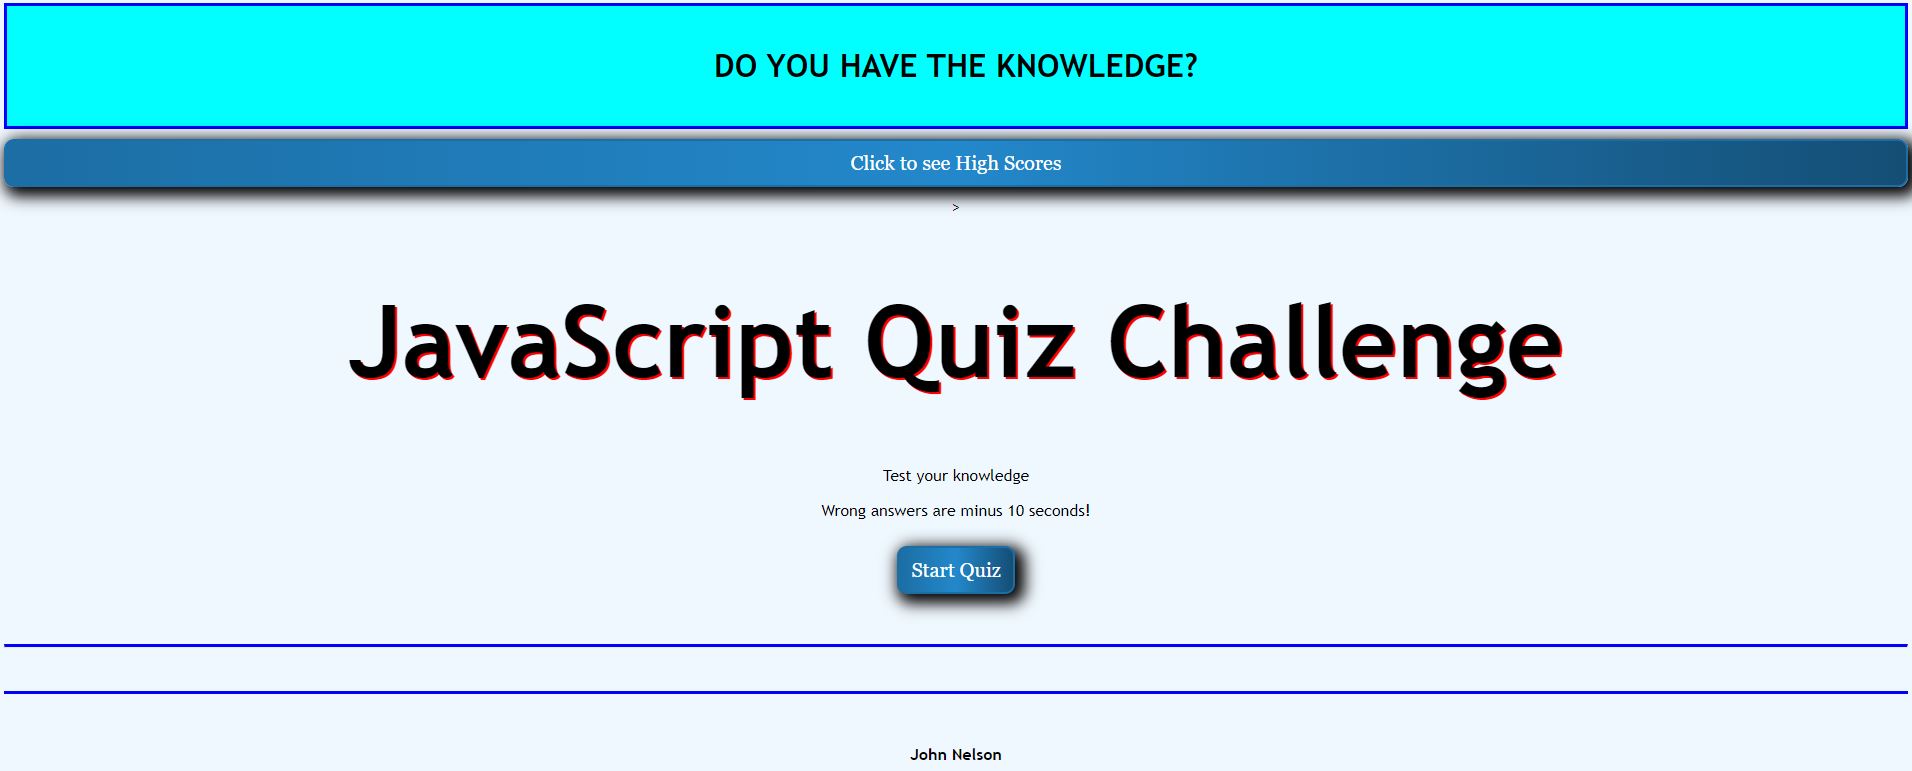 DO YOU HAVE THE KNOWLEDGE?
Click to see High Scores
>
JavaScript Quiz Challenge
Test your knowledge
Wrong answers are minus 10 seconds!
Start Quiz
John Nelson